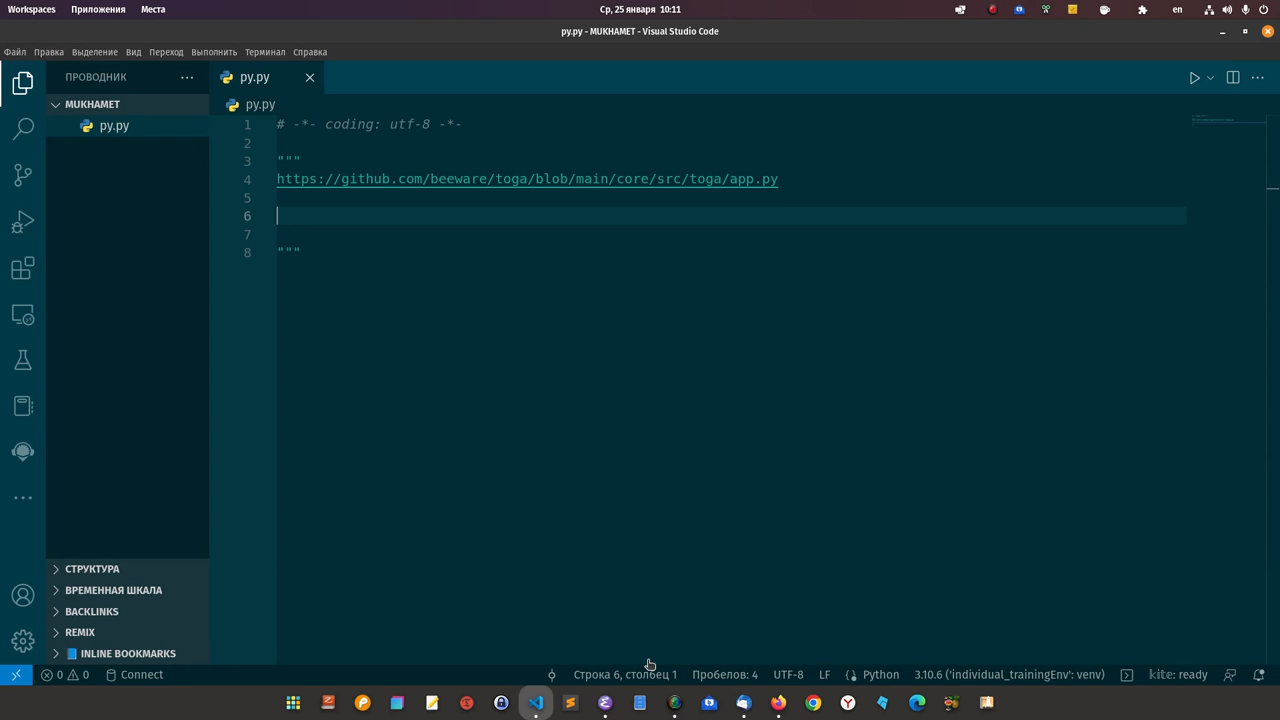 Workspaces Приложения Места Ср, 25 января 10:11 en
py.py - MUKHAMET - Visual Studio Code
Файл Правка Выделение Вид Переход Выполнить Терминал Справка
ПРОВОДНИК
py.py
MUKHAMET
py.py
py.py
1 # -*- coding: utf-8 -*-
2
3 """
4 https://github.com/beeware/toga/blob/main/core/src/toga/app.py
5
6
7
8 """
СТРУКТУРА
ВРЕМЕННАЯ ШКАЛА
BACKLINKS
REMIX
INLINE BOOKMARKS
0 0 Connect Строка 6, столбец 1 Пробелов: 4 UTF-8 LF Python 3.10.6 ('individual_trainingEnv': venv) kite: ready